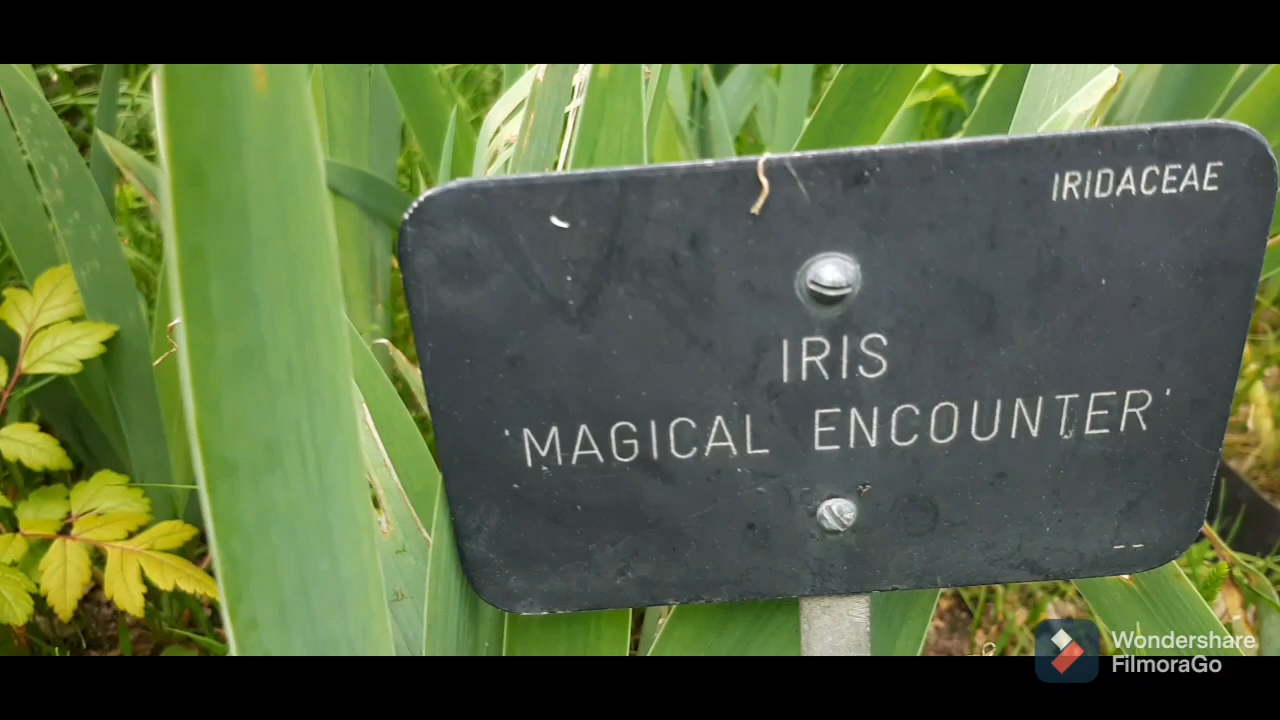 IRIDACEAE
IRIS
'MAGICAL ENCOUNTER'
--
Wondershare
FilmoraGo